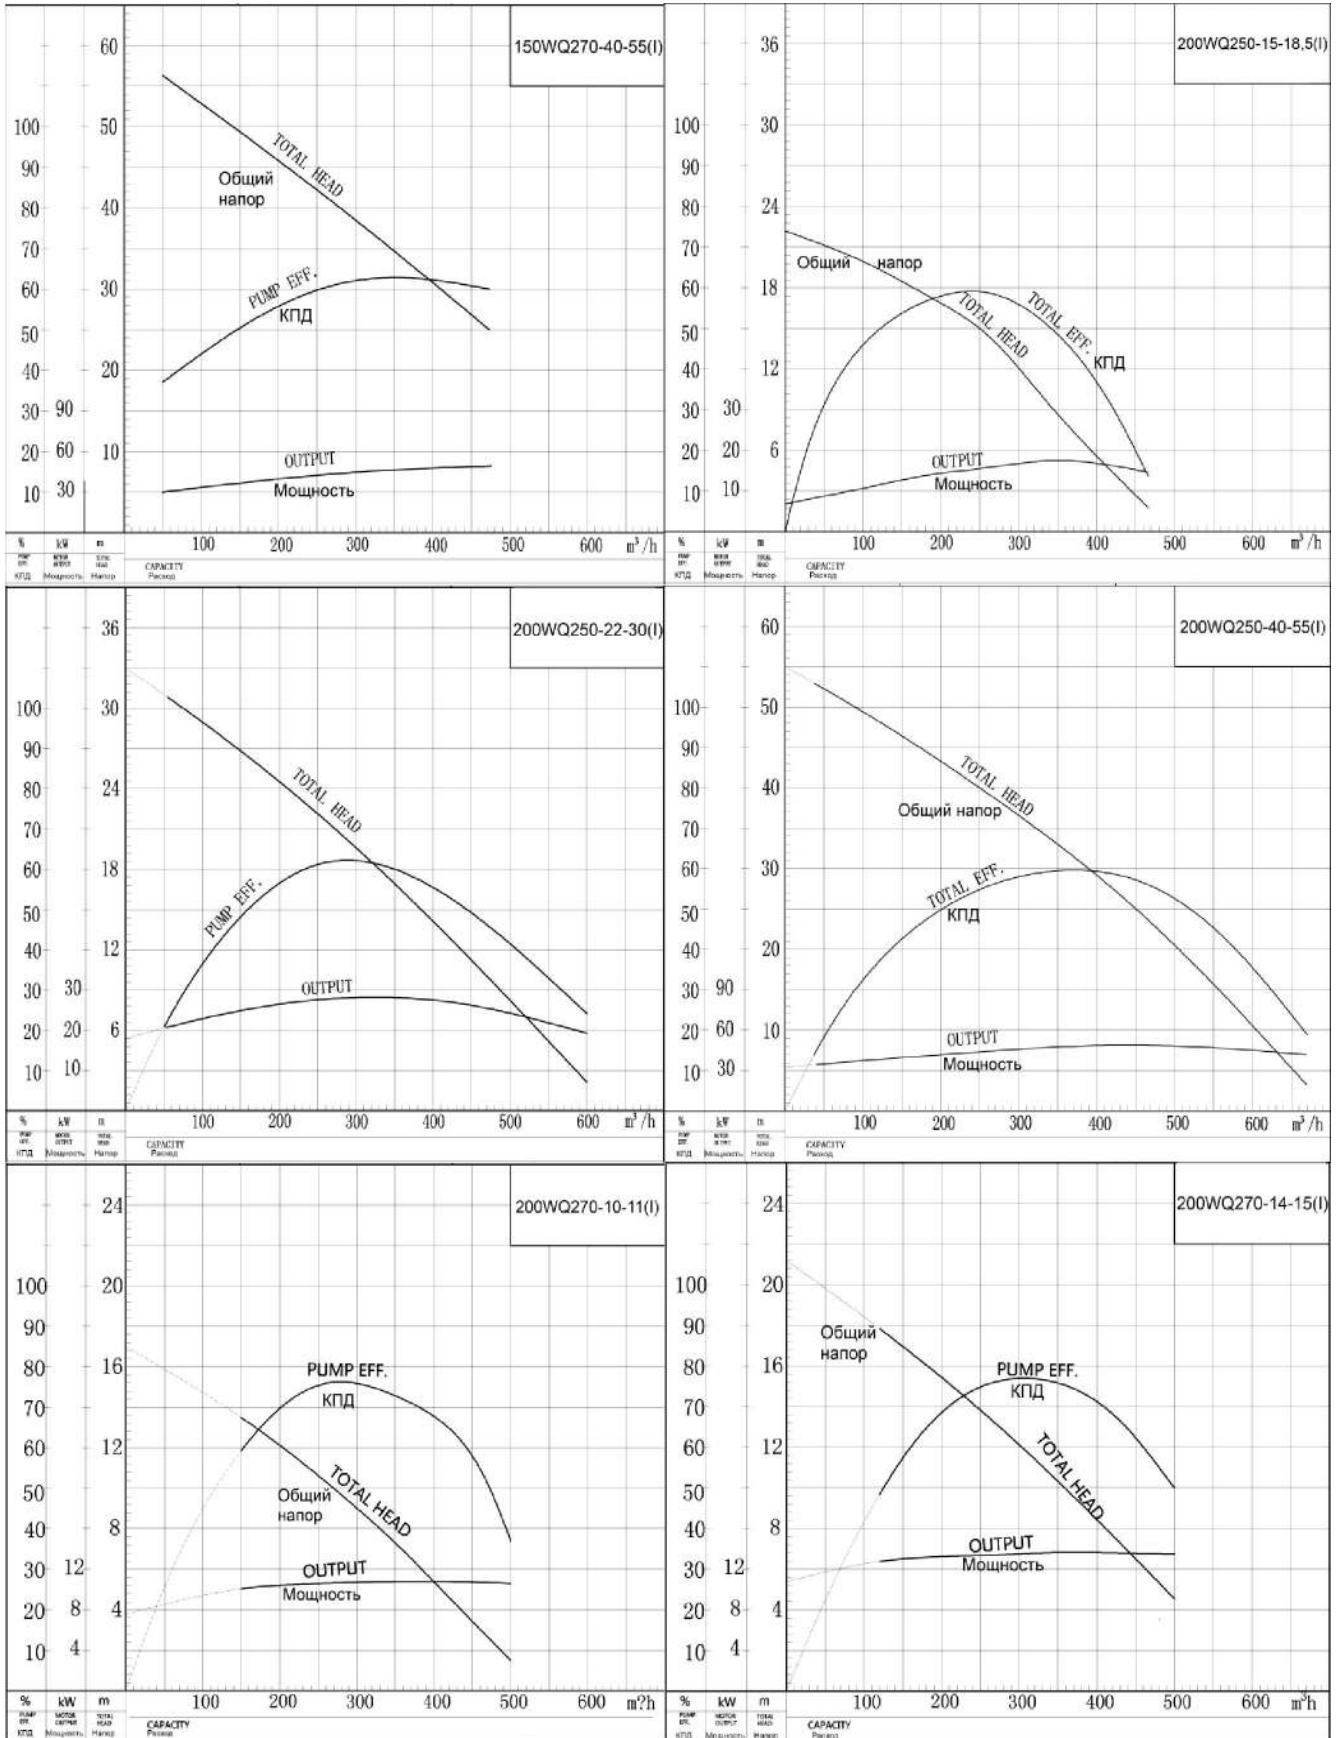 150WQ270-40-55(I)
60
100 50
90
80 40
70
60 30
50
40 20
30 90
20 60 10
10 30
TOTAL HEAD
Общий
напор
PUMP EFF.
КПД
OUTPUT
Мощность
% kW m 100 200 300 400 500 600 m³/h
CAPACITY
КПД Мощность Напор Расход
200WQ250-15-18,5(I)
36
100 30
90
80 24
70
60 18
50
40 12
30 30
20 20 6
10 10
Общий напор
TOTAL HEAD
TOTAL EFF.
КПД
OUTPUT
Мощность
% kW m 100 200 300 400 500 600 m³/h
CAPACITY
КПД Мощность Напор Расход
200WQ250-22-30(I)
36
100 30
90
80 24
70
60 18
50
40 12
30 30
20 20 6
10 10
TOTAL HEAD
PUMP EFF.
OUTPUT
% kW m 100 200 300 400 500 600 m³/h
CAPACITY
КПД Мощность Напор Расход
200WQ250-40-55(I)
60
100 50
90
80 40
70
60 30
50
40 20
30 90
20 60 10
10 30
TOTAL HEAD
Общий напор
TOTAL EFF.
КПД
OUTPUT
Мощность
% kW m 100 200 300 400 500 600 m³/h
CAPACITY
КПД Мощность Напор Расход
200WQ270-10-11(I)
24
100 20
90
80 16
70
60 12
50
40 8
30 12
20 8 4
10 4
PUMP EFF.
КПД
TOTAL HEAD
Общий
напор
OUTPUT
Мощность
% kW m 100 200 300 400 500 600 m?h
PUMP EFF. MOTOR OUTPUT TOTAL HEAD CAPACITY
КПД Мощность Напор Расход
200WQ270-14-15(I)
24
100 20
90
80 16
70
60 12
50
40 8
30 12
20 8 4
10 4
Общий
напор
PUMP EFF.
КПД
TOTAL HEAD
OUTPUT
Мощность
% kW m 100 200 300 400 500 600 m³h
PUMP EFF. MOTOR OUTPUT TOTAL HEAD CAPACITY
КПД Мощность Напор Расход